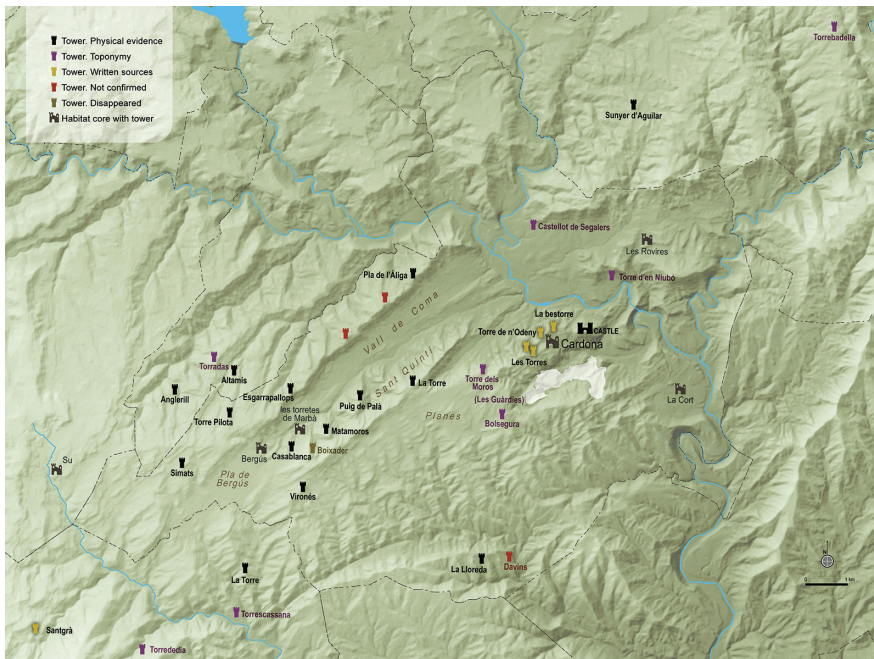 Tower. Physical evidence
Tower. Toponymy
Tower. Written sources
Tower. Not confirmed
Tower. Disappeared
Habitat core with tower
Torrebadella
Sunyer d'Aguilar
Castellot de Segalers
Les Rovires
Pla de l'Àliga
Torre d'en Niubó
Vall de Coma
La bestorre
Torre de n'Odeny
CASTLE
Cardona
Les Torres
Sant Quintí
Torradas
Altamís
La Torre
Torre dels
Moros
(Les Guàrdies)
Anglerill
Esgarrapallops
Puig de Palà
La Cort
les torretes
de Marbà
Torre Pilota
Planés
Bolsegura
Matamoros
Bergús
Casablanca
Boixader
Su
Simats
Pla de
Bergús
Vironés
La Lloreda
Davins
La Torre
N
0
1 km
Torrescassana
Santgrà
Torredèdia